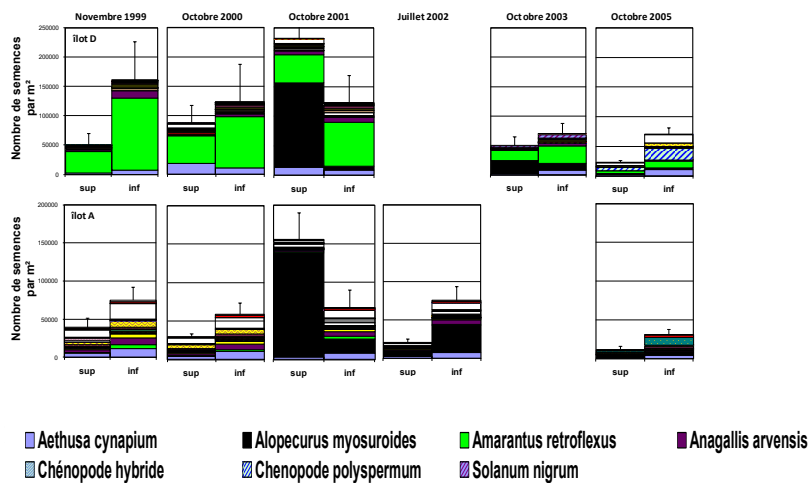 Novembre 1999 Octobre 2000 Octobre 2001 Juillet 2002 Octobre 2003 Octobre 2005
Nombre de semences
par m²
250000
200000
150000
100000
50000
0
îlot D
sup inf sup inf sup inf sup inf sup inf
Nombre de semences
par m²
200000
150000
100000
50000
0
îlot A
sup inf sup inf sup inf sup inf sup inf
Aethusa cynapium Alopecurus myosuroides Amarantus retroflexus Anagallis arvensis
Chénopode hybride Chenopode polyspermum Solanum nigrum